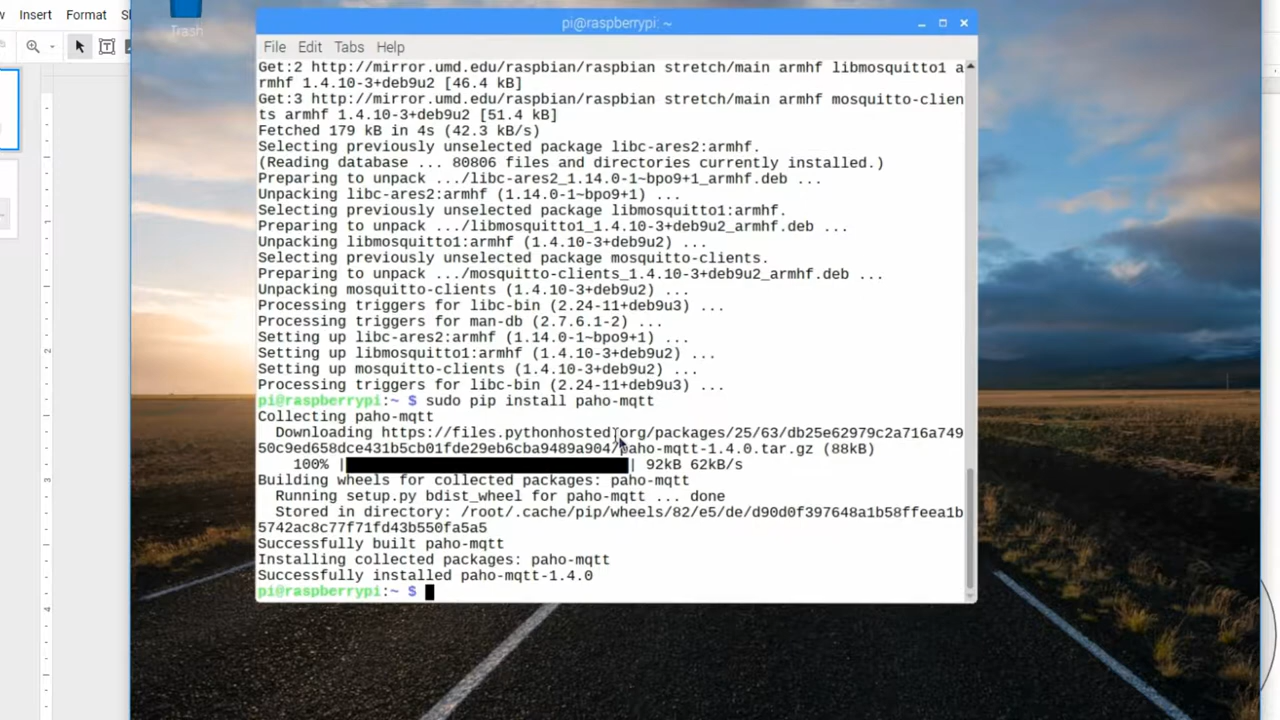 Insert Format
Trash
pi@raspberrypi: ~
File Edit Tabs Help
Get:2 http://mirror.umd.edu/raspbian/raspbian stretch/main armhf libmosquitto1 a
rmhf 1.4.10-3+deb9u2 [46.4 kB]
Get:3 http://mirror.umd.edu/raspbian/raspbian stretch/main armhf mosquitto-clien
ts armhf 1.4.10-3+deb9u2 [51.4 kB]
Fetched 179 kB in 4s (42.3 kB/s)
Selecting previously unselected package libc-ares2:armhf.
(Reading database ... 80806 files and directories currently installed.)
Preparing to unpack .../libc-ares2_1.14.0-1~bpo9+1_armhf.deb ...
Unpacking libc-ares2:armhf (1.14.0-1~bpo9+1) ...
Selecting previously unselected package libmosquitto1:armhf.
Preparing to unpack .../libmosquitto1_1.4.10-3+deb9u2_armhf.deb ...
Unpacking libmosquitto1:armhf (1.4.10-3+deb9u2) ...
Selecting previously unselected package mosquitto-clients.
Preparing to unpack .../mosquitto-clients_1.4.10-3+deb9u2_armhf.deb ...
Unpacking mosquitto-clients (1.4.10-3+deb9u2) ...
Processing triggers for libc-bin (2.24-11+deb9u3) ...
Processing triggers for man-db (2.7.6.1-2) ...
Setting up libc-ares2:armhf (1.14.0-1~bpo9+1) ...
Setting up libmosquitto1:armhf (1.4.10-3+deb9u2) ...
Setting up mosquitto-clients (1.4.10-3+deb9u2) ...
Processing triggers for libc-bin (2.24-11+deb9u3) ...
pi@raspberrypi:~ $ sudo pip install paho-mqtt
Collecting paho-mqtt
Downloading https://files.pythonhosted.org/packages/25/63/db25e62979c2a716a749
50c9ed658dce431b5cb01fde29eb6cba9489a904/paho-mqtt-1.4.0.tar.gz (88kB)
100% | | 92kB 62kB/s
Building wheels for collected packages: paho-mqtt
Running setup.py bdist_wheel for paho-mqtt ... done
Stored in directory: /root/.cache/pip/wheels/82/e5/de/d90d0f397648a1b58ffeea1b
5742ac8c77f71fd43b550fa5a5
Successfully built paho-mqtt
Installing collected packages: paho-mqtt
Successfully installed paho-mqtt-1.4.0
pi@raspberrypi:~ $
1
2
3
4